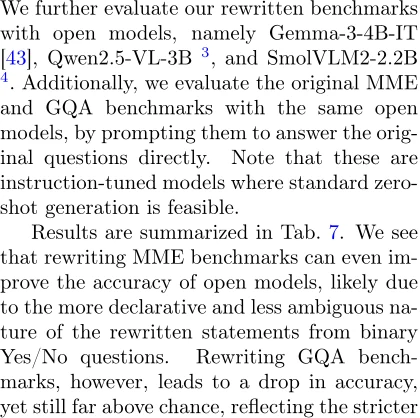 We further evaluate our rewritten benchmarks
with open models, namely Gemma-3-4B-IT
[43], Qwen2.5-VL-3B ³, and SmolVLM2-2.2B
⁴. Additionally, we evaluate the original MME
and GQA benchmarks with the same open
models, by prompting them to answer the orig-
inal questions directly. Note that these are
instruction-tuned models where standard zero-
shot generation is feasible.
Results are summarized in Tab. 7. We see
that rewriting MME benchmarks can even im-
prove the accuracy of open models, likely due
to the more declarative and less ambiguous na-
ture of the rewritten statements from binary
Yes/No questions. Rewriting GQA bench-
marks, however, leads to a drop in accuracy,
yet still far above chance, reflecting the stricter